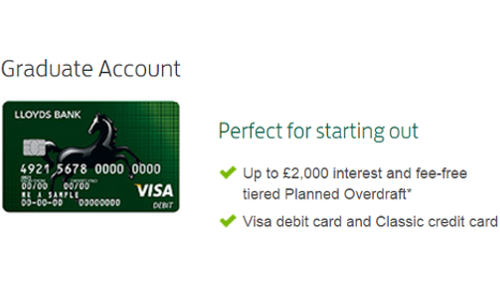 Graduate Account
LLOYDS BANK
4921 5678 0000 0000
00/00 00/00
ME A SAMPLE
00-00-00 00000000
VISA
DEBIT
Perfect for starting out
Up to £2,000 interest and fee-free
tiered Planned Overdraft*
Visa debit card and Classic credit card